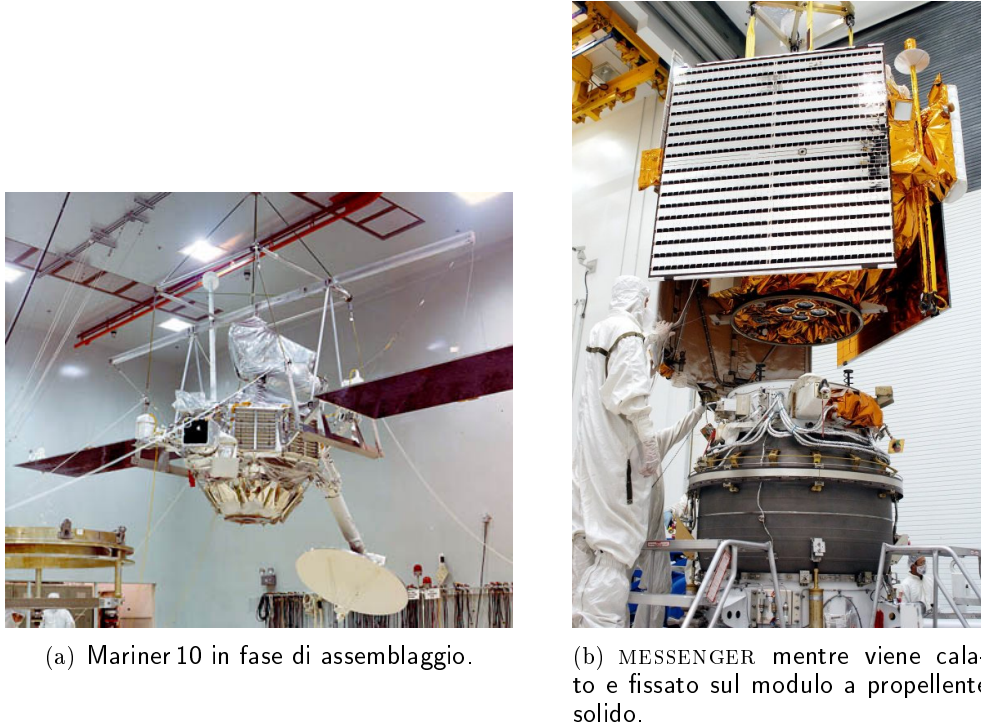 (a) Mariner 10 in fase di assemblaggio.
(b) MESSENGER mentre viene cala-
to e fissato sul modulo a propellente
solido.